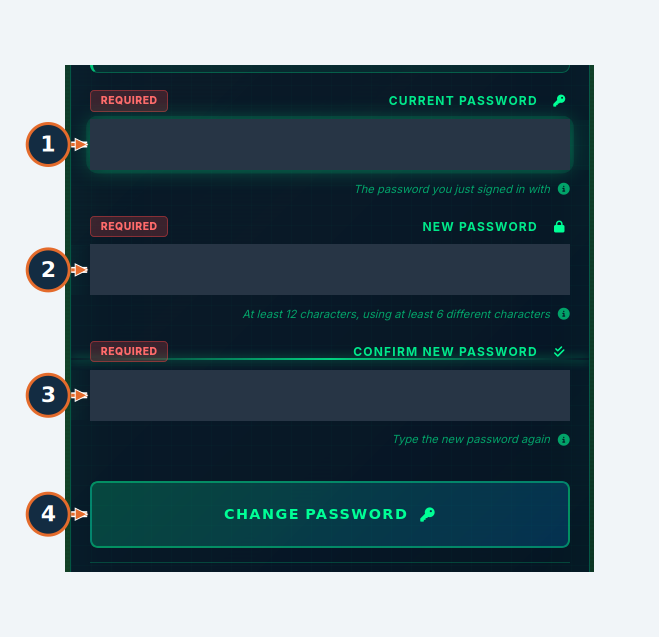 REQUIRED CURRENT PASSWORD
1
The password you just signed in with
REQUIRED NEW PASSWORD
2
At least 12 characters, using at least 6 different characters
REQUIRED CONFIRM NEW PASSWORD
3
Type the new password again
4 CHANGE PASSWORD